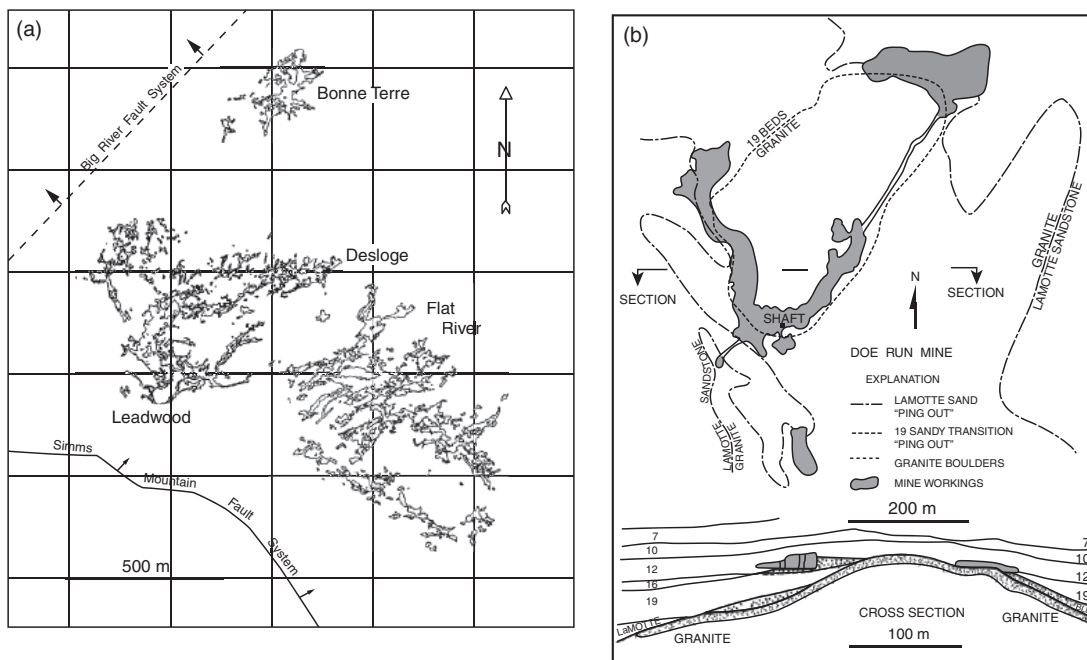 (a)
Big River Fault System
Bonne Terre
N
Desloge
Flat
River
Leadwood
Simms
Mountain
Fault
System
500 m
(b)
19 BEDS
GRANITE
GRANITE
LAMOTTE SANDSTONE
SECTION
SECTION
N
SHAFT
SANDSTONE
LAMOTTE
GRANITE
DOE RUN MINE
EXPLANATION
LAMOTTE SAND
“PING OUT”
19 SANDY TRANSITION
“PING OUT”
GRANITE BOULDERS
MINE WORKINGS
200 m
7
7
10
10
12
12
16
19
19
LaMOTTE
GRANITE
CROSS SECTION
GRANITE
100 m